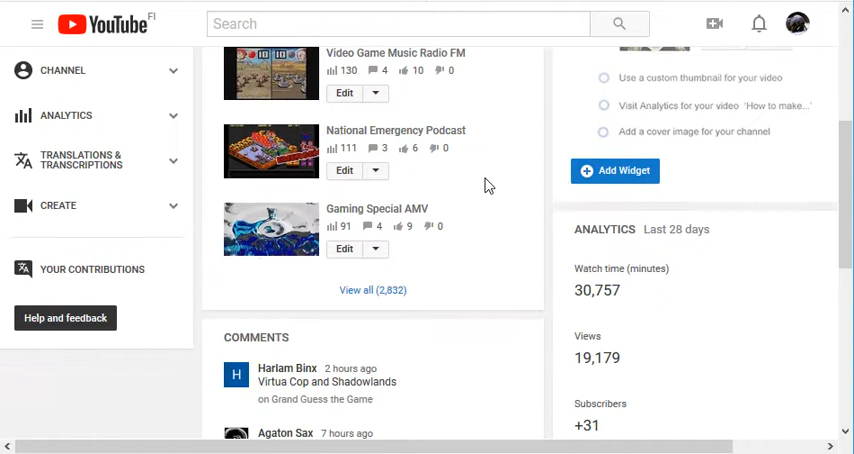 YouTube FI
Search
CHANNEL
ANALYTICS
TRANSLATIONS &
TRANSCRIPTIONS
CREATE
YOUR CONTRIBUTIONS
Help and feedback
Video Game Music Radio FM
130 4 10 0
Edit
National Emergency Podcast
111 3 6 0
Edit
Gaming Special AMV
91 4 9 0
Edit
View all (2,832)
COMMENTS
H
Harlam Binx 2 hours ago
Virtua Cop and Shadowlands
on Grand Guess the Game
Agaton Sax 7 hours ago
Use a custom thumbnail for your video
Visit Analytics for your video 'How to make...'
Add a cover image for your channel
Add Widget
ANALYTICS Last 28 days
Watch time (minutes)
30,757
Views
19,179
Subscribers
+31